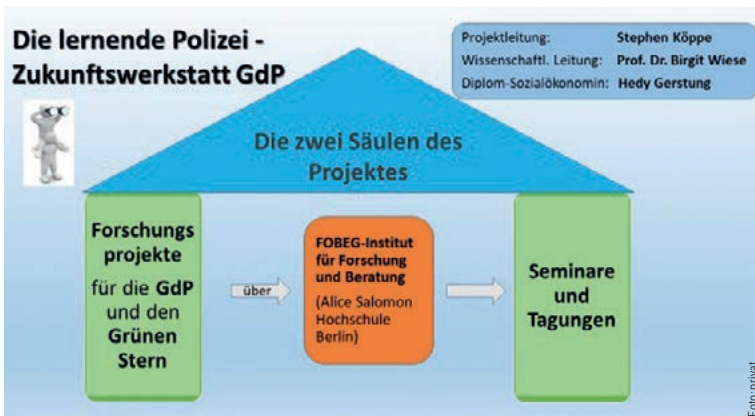 Die lernende Polizei -
Zukunftswerkstatt GdP
Projektleitung: Stephen Köppe
Wissenschaftl. Leitung: Prof. Dr. Birgit Wiese
Diplom-Sozialökonomin: Hedy Gerstung
Die zwei Säulen des
Projektes
Forschungs
projekte
für die GdP
und den
Grünen
Stern
über
FOBEG-Institut
für Forschung
und Beratung
(Alice Salomon
Hochschule
Berlin)
Seminare
und
Tagungen
Foto: privat